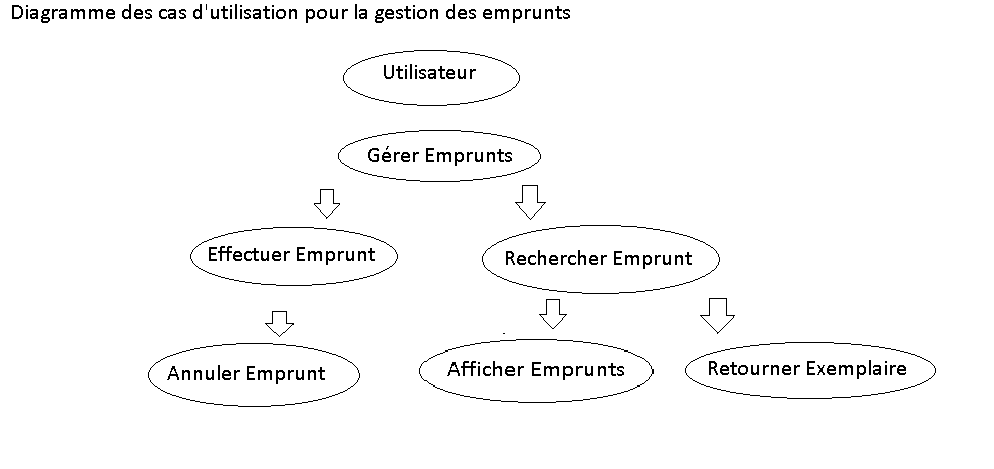 Diagramme des cas d'utilisation pour la gestion des emprunts
Utilisateur
Gérer Emprunts
Effectuer Emprunt
Rechercher Emprunt
Annuler Emprunt
Afficher Emprunts
Retourner Exemplaire